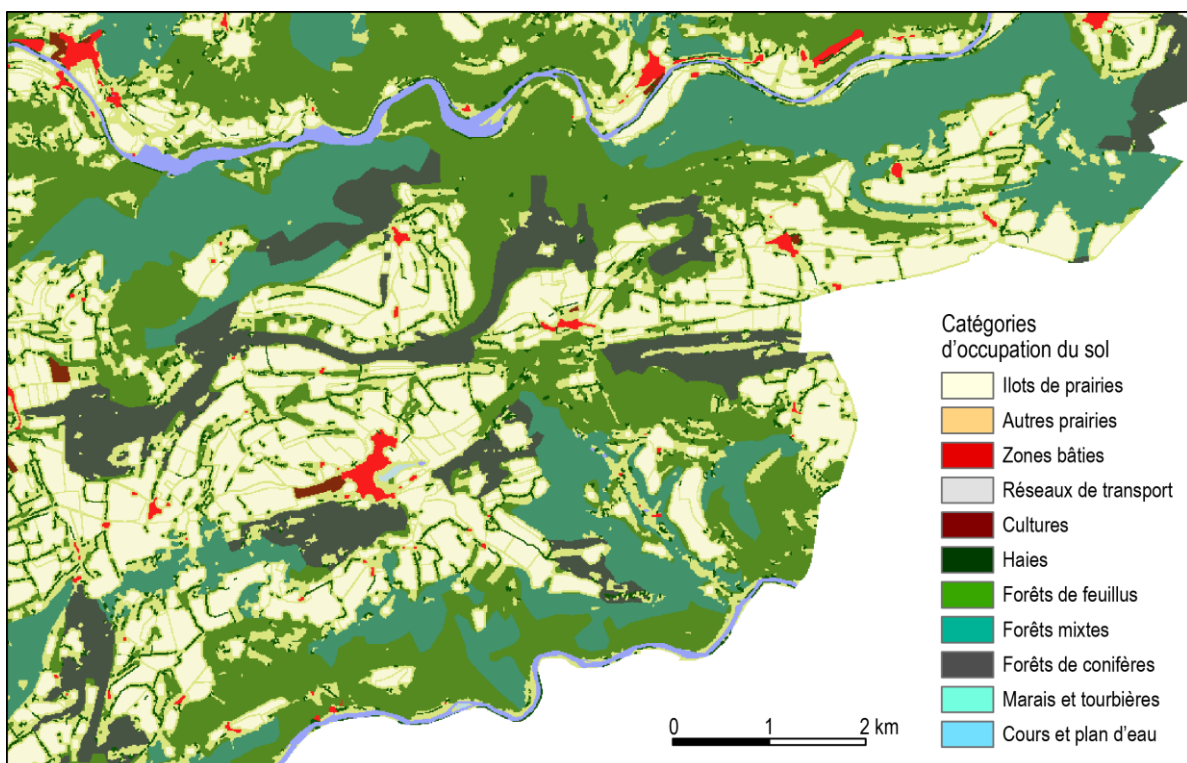 Catégories
d'occupation du sol
Ilots de prairies
Autres prairies
Zones bâties
Réseaux de transport
Cultures
Haies
Forêts de feuillus
Forêts mixtes
Forêts de conifères
Marais et tourbières
Cours et plan d'eau
0 1 2 km